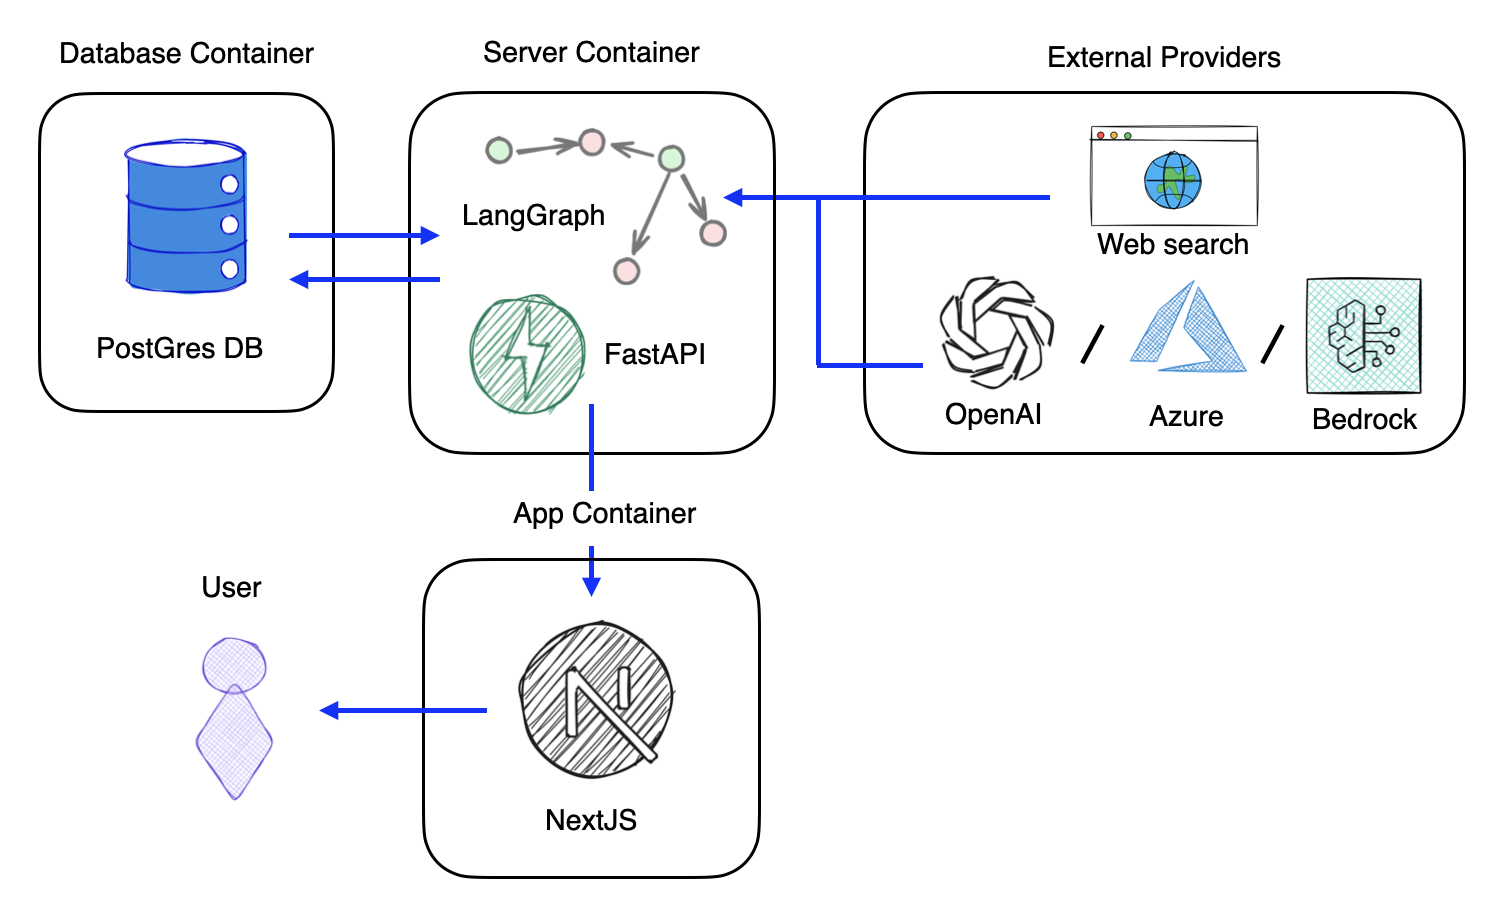 Database Container
Server Container
External Providers
LangGraph
Web search
PostGres DB
FastAPI
OpenAI
/
Azure
/
Bedrock
App Container
User
NextJS